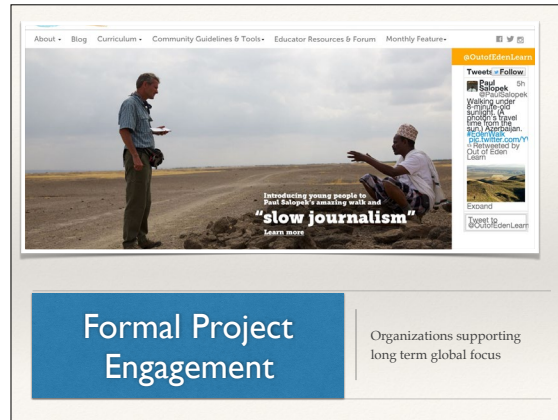 About Blog Curriculum Community Guidelines & Tools Educator Resources & Forum Monthly Feature
@OutofEdenLearn
Tweets Follow
Paul Salopek 5h
@PaulSalopek
Walking under
8-minute-old
sunlight. (A
photon's travel
time from the
sun.) Azerbaijan.
#EdenWalk
pic.twitter.com/Y
Retweeted by
Out of Eden
Learn
Expand
Tweet to
@OutofEdenLearn
Introducing young people to
Paul Salopek's amazing walk and
“slow journalism”
Learn more
Formal Project
Engagement
Organizations supporting
long term global focus